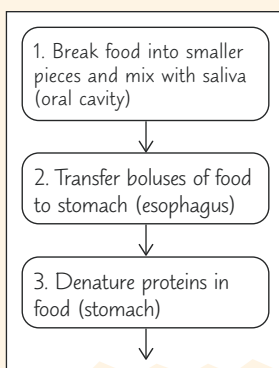 1. Break food into smaller
pieces and mix with saliva
(oral cavity)
2. Transfer boluses of food
to stomach (esophagus)
3. Denature proteins in
food (stomach)